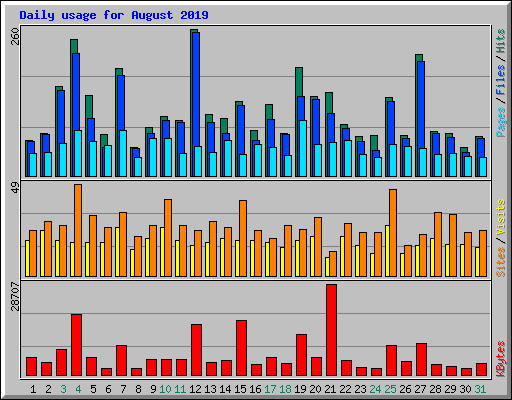 Daily usage for August 2019
260
Pages / Files / Hits
49
Sites / Visits
28707
KBytes
1 2 3 4 5 6 7 8 9 10 11 12 13 14 15 16 17 18 19 20 21 22 23 24 25 26 27 28 29 30 31